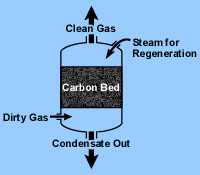 Clean Gas
Steam for
Regeneration
Carbon Bed
Dirty Gas
Condensate Out